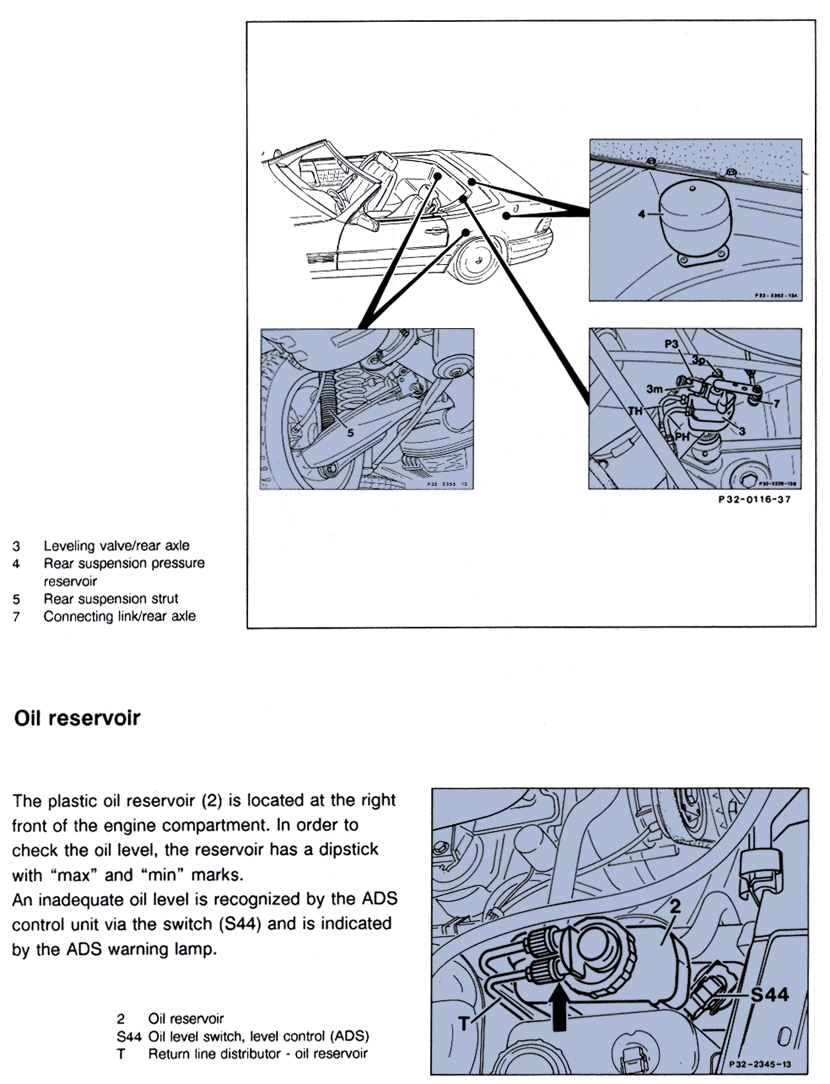 4
P32-2352-13A
P3
3p
3m
7
TH
3
PH
P32-2329-13B
5
P32 2355 13
P32-0116-37
3 Leveling valve/rear axle
4 Rear suspension pressure
reservoir
5 Rear suspension strut
7 Connecting link/rear axle
Oil reservoir
The plastic oil reservoir (2) is located at the right
front of the engine compartment. In order to
check the oil level, the reservoir has a dipstick
with “max” and “min” marks.
An inadequate oil level is recognized by the ADS
control unit via the switch (S44) and is indicated
by the ADS warning lamp.
2
S44
T
P32-2345-13
2 Oil reservoir
S44 Oil level switch, level control (ADS)
T Return line distributor - oil reservoir